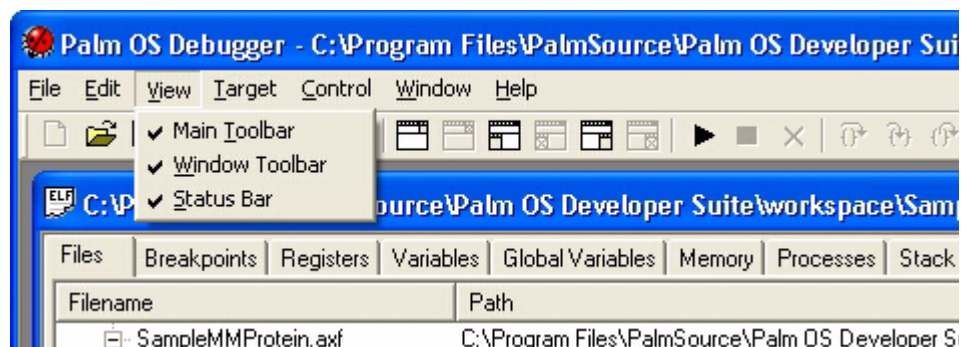 Palm OS Debugger - C:\Program Files\PalmSource\Palm OS Developer Sui
File Edit View Target Control Window Help
Main Toolbar
Window Toolbar
Status Bar
ELF C:\P ource\Palm OS Developer Suite\workspace\Samp
Files Breakpoints Registers Variables Global Variables Memory Processes Stack
Filename Path
SampleMMProtein.axf C:\Program Files\PalmSource\Palm OS Developer S